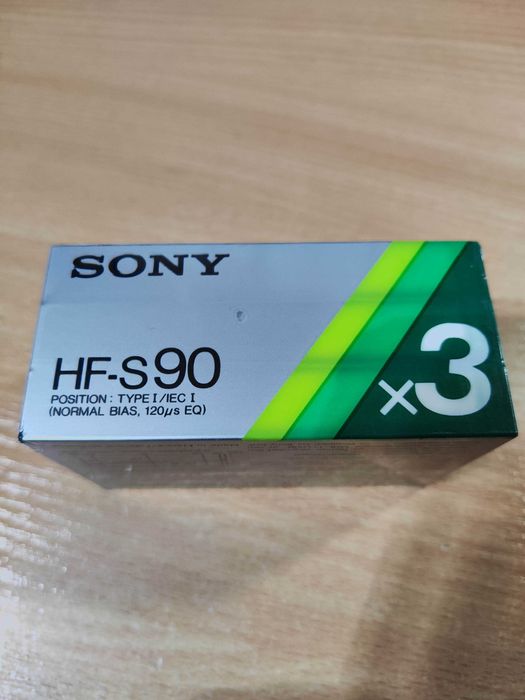 SONY
HF-S90
POSITION : TYPE I/IEC I
(NORMAL BIAS, 120μs EQ)
×3